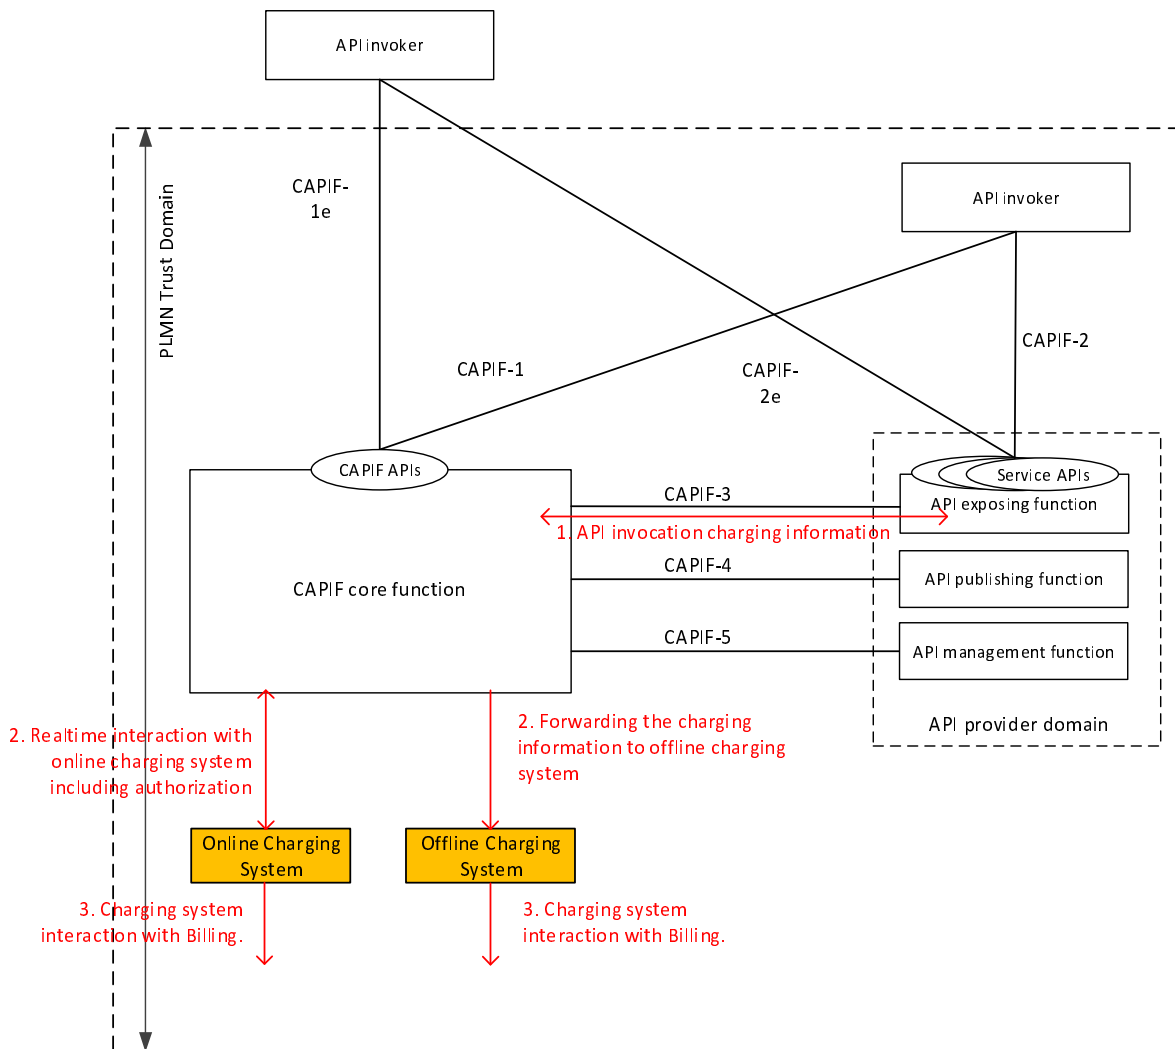 API invoker
CAPIF-
1e
API invoker
PLMN Trust Domain
CAPIF-2
CAPIF-1
CAPIF-
2e
CAPIF APIs
Service APIs
CAPIF-3
API exposing function
1. API invocation charging information
CAPIF-4
API publishing function
CAPIF core function
CAPIF-5
API management function
API provider domain
2. Realtime interaction with
online charging system
including authorization
2. Forwarding the charging
information to offline charging
system
Online Charging
System
Offline Charging
System
3. Charging system
interaction with Billing.
3. Charging system
interaction with Billing.